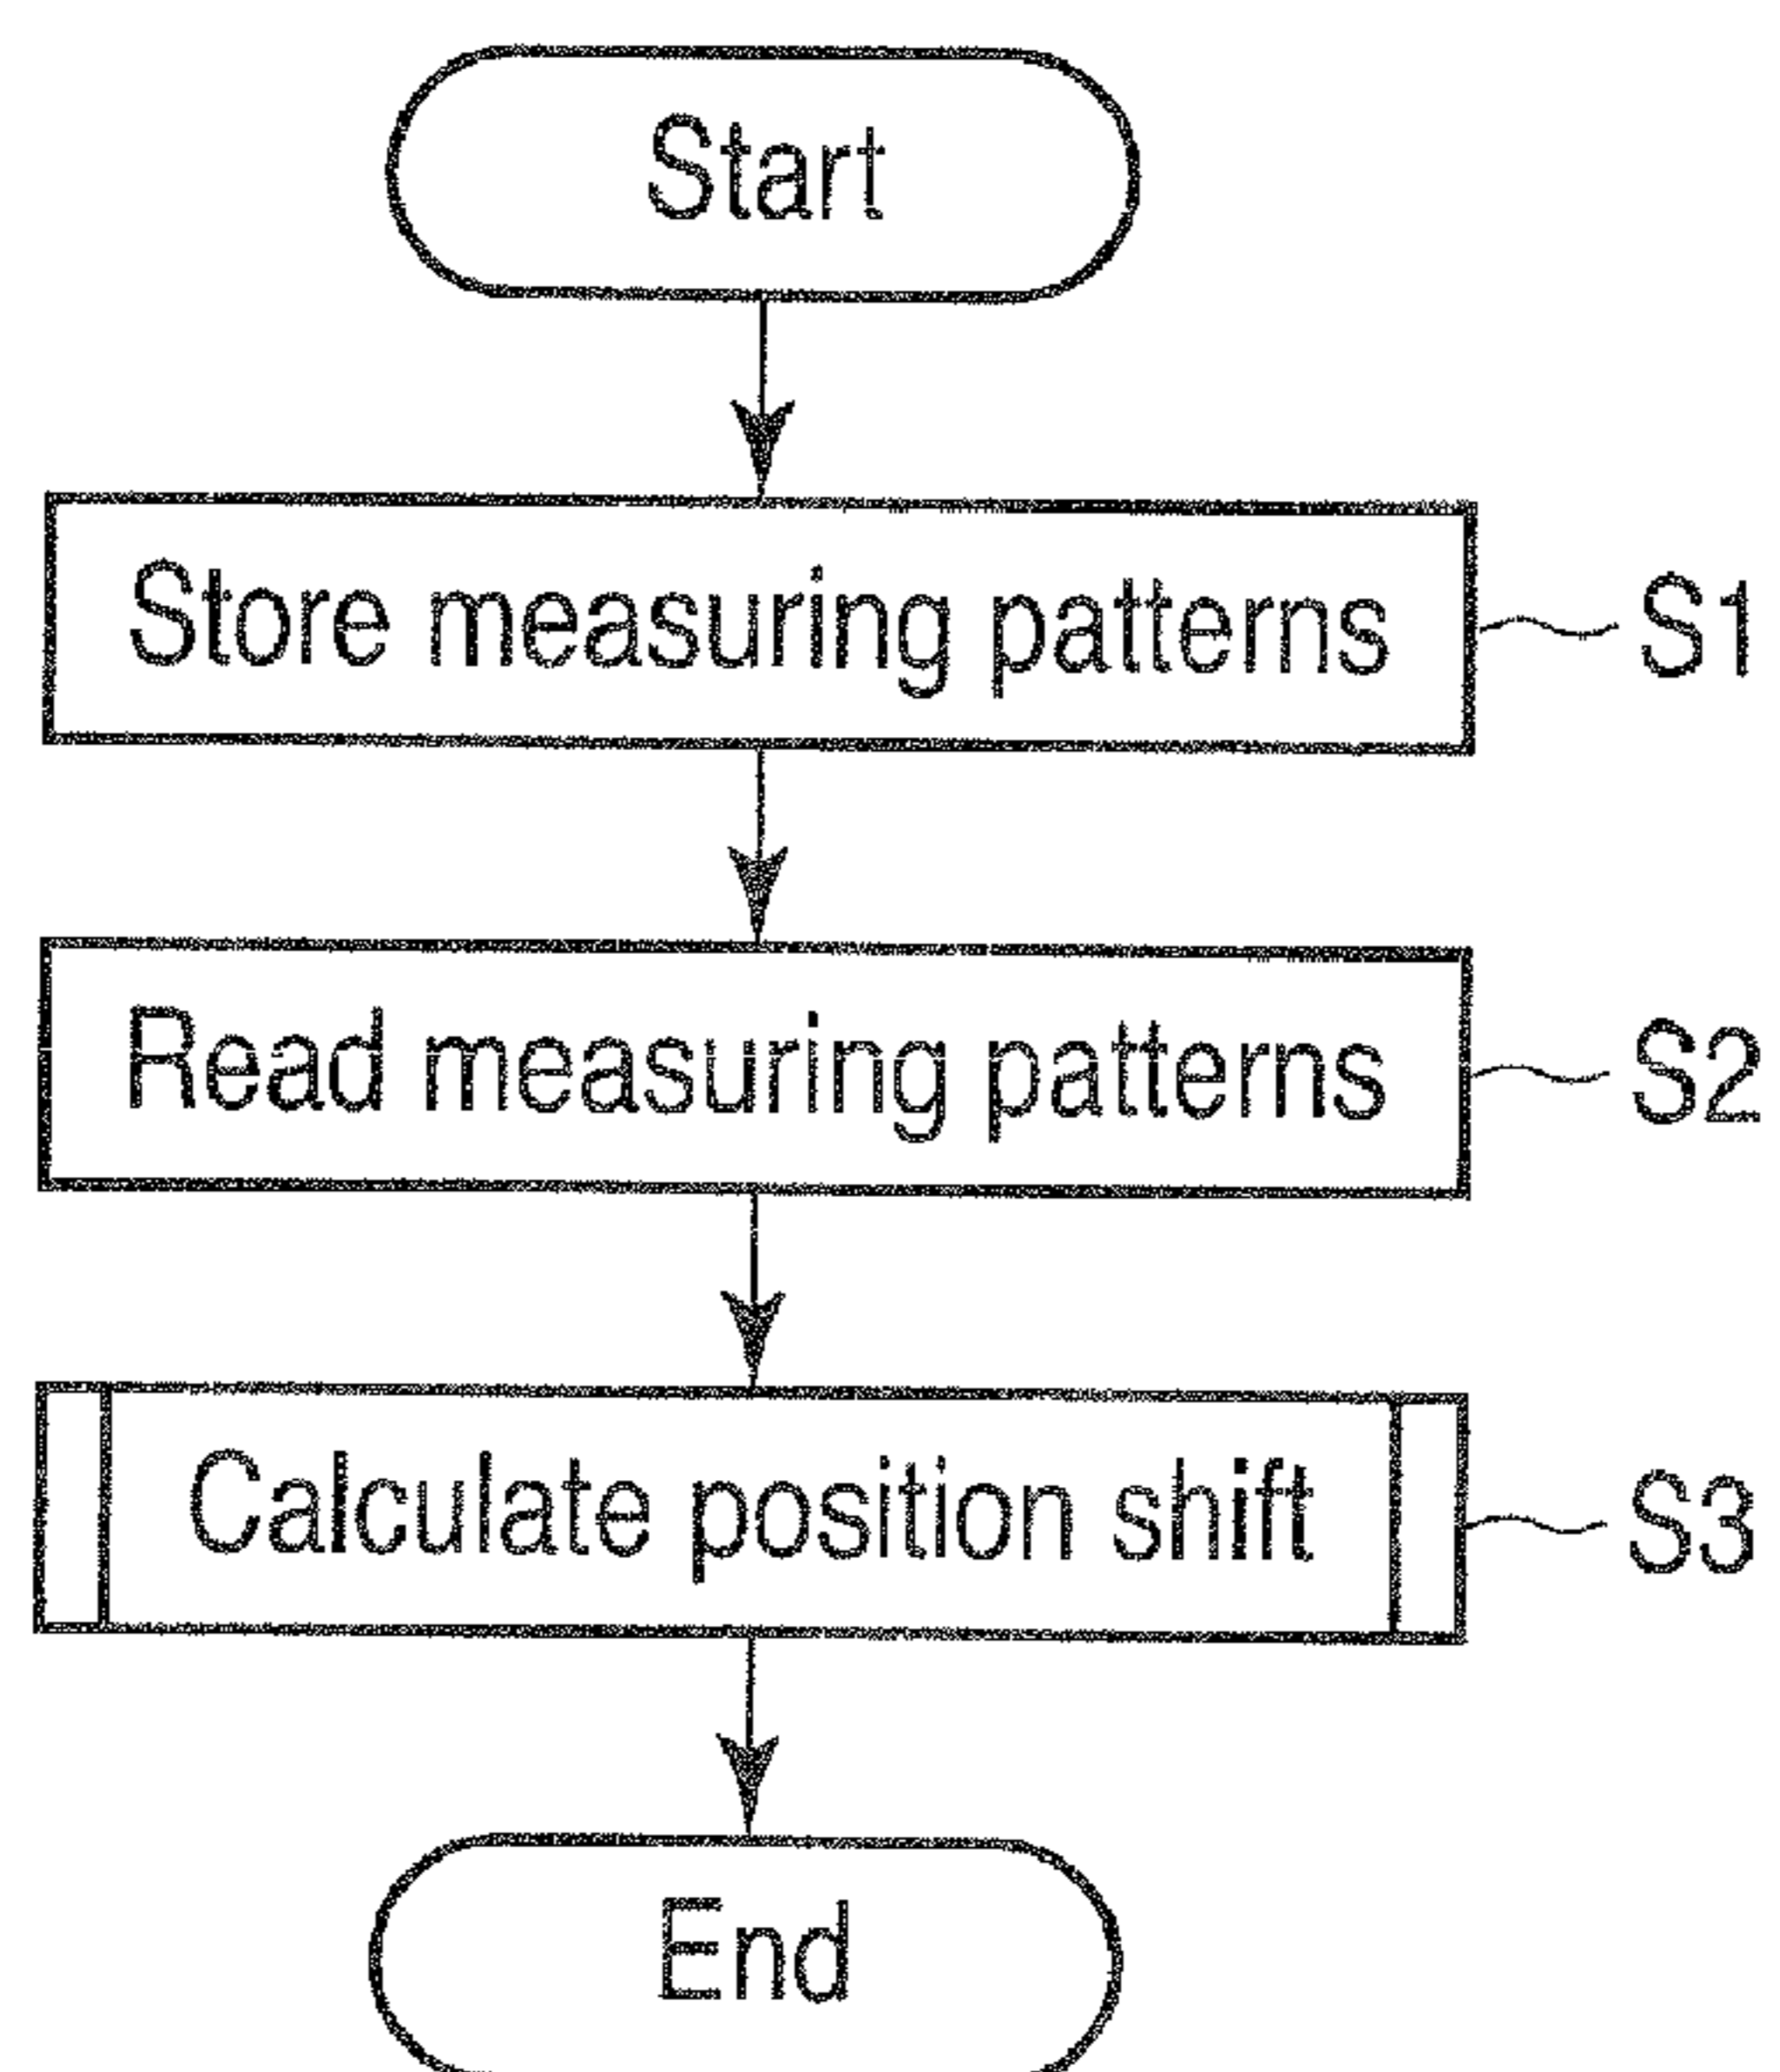 Start
Store measuring patterns S1
Read measuring patterns S2
Calculate position shift S3
End